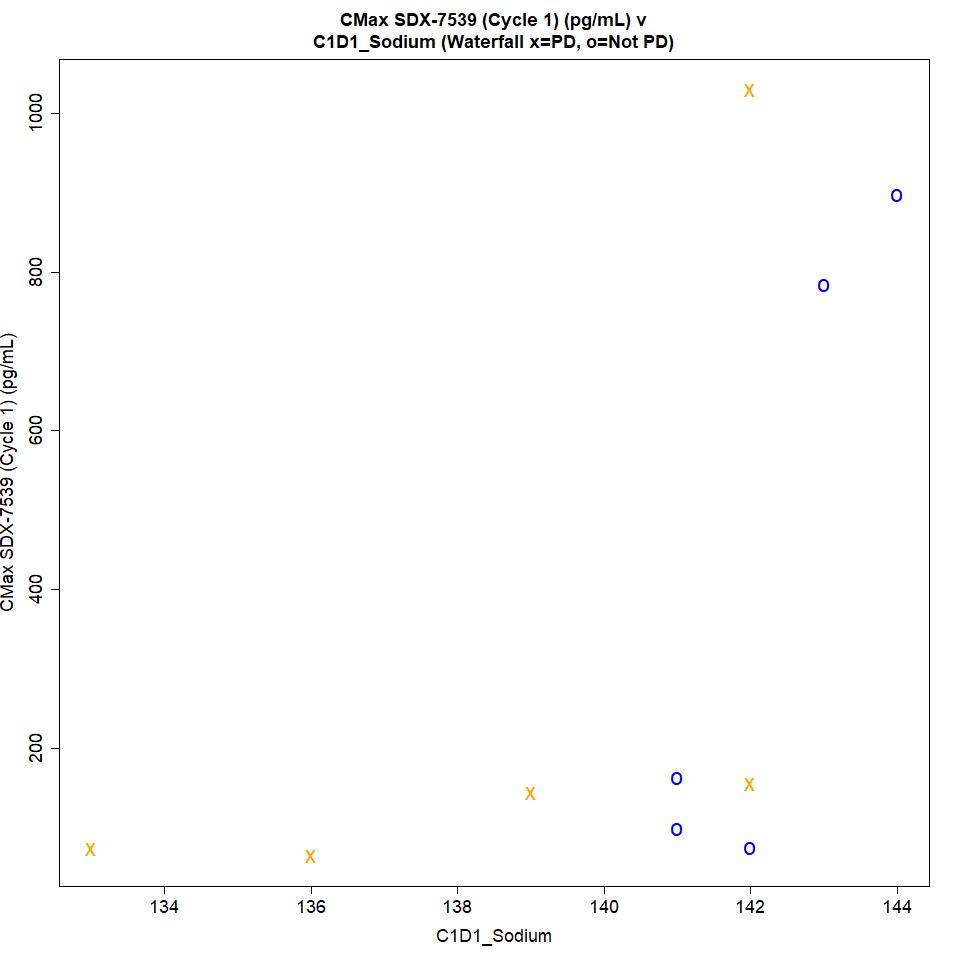 CMax SDX-7539 (Cycle 1) (pg/mL) v
C1D1_Sodium (Waterfall x=PD, o=Not PD)
CMax SDX-7539 (Cycle 1) (pg/mL)
1000
800
600
400
200
x
o
o
o
x
x
o
x
o
x
134
136
138
140
142
144
C1D1_Sodium